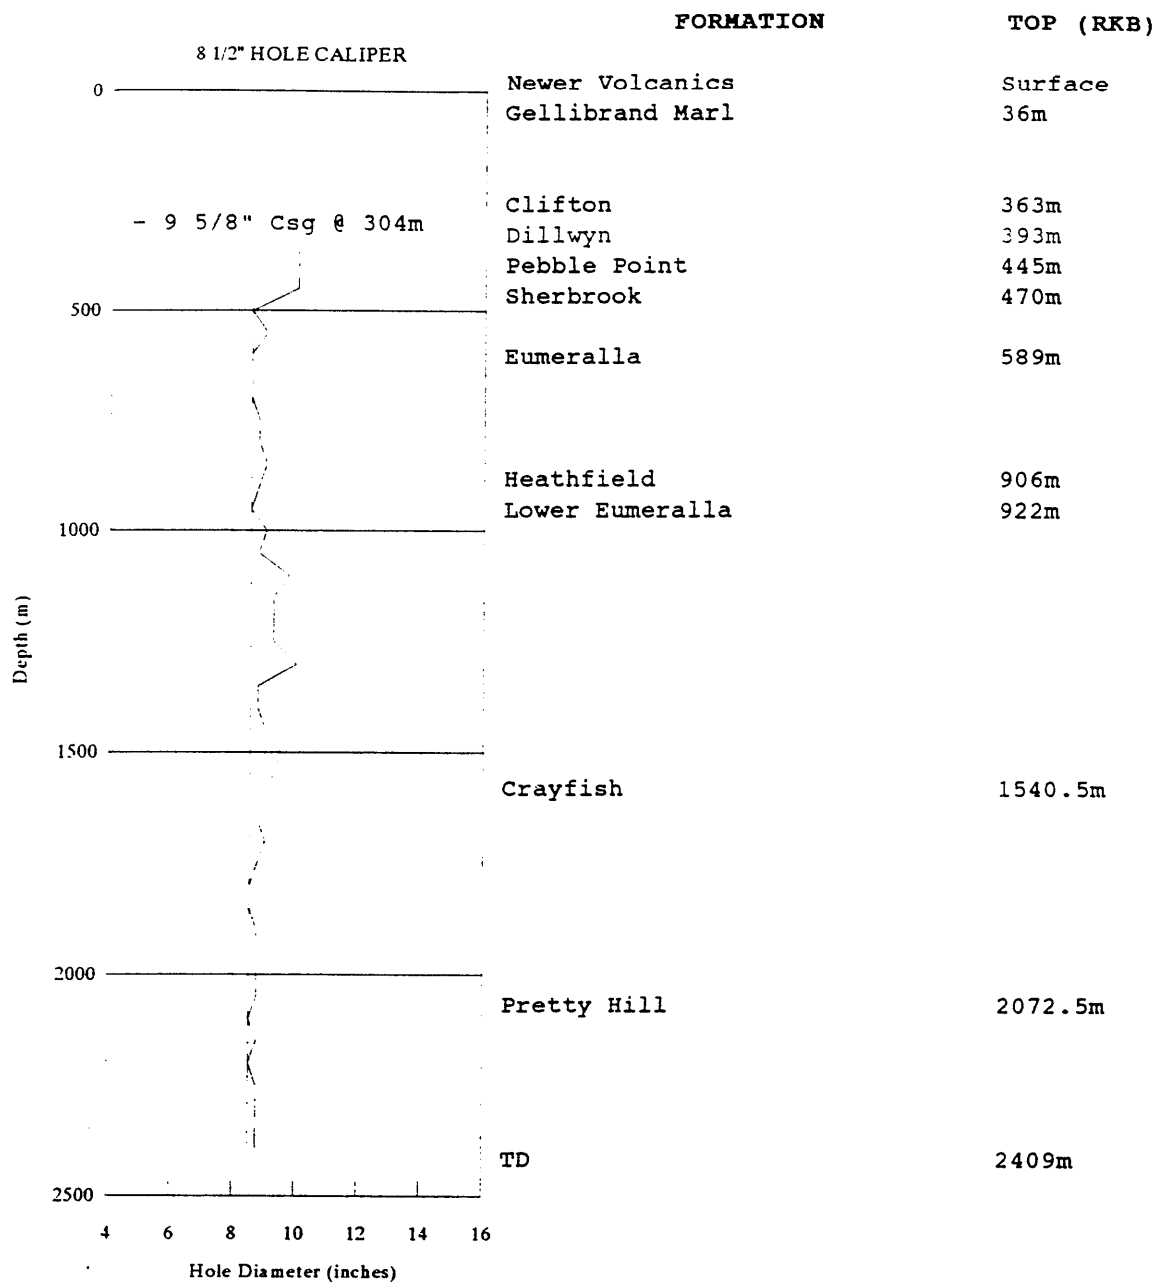 FORMATION TOP (RKB)
8 1/2" HOLE CALIPER
0 Newer Volcanics Surface
Gellibrand Marl 36m
Clifton 363m
- 9 5/8" Csg @ 304m
Dillwyn 393m
Pebble Point 445m
Sherbrook 470m
500
Eumeralla 589m
Heathfield 906m
Lower Eumeralla 922m
1000
Depth (m)
1500
Crayfish 1540.5m
2000
Pretty Hill 2072.5m
TD 2409m
2500
4 6 8 10 12 14 16
Hole Diameter (inches)